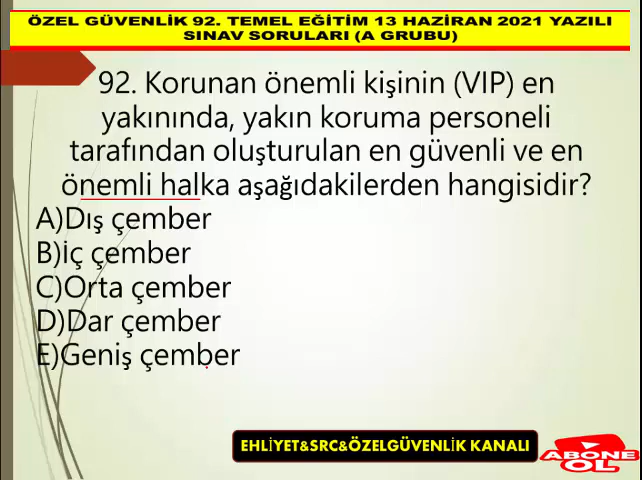 ÖZEL GÜVENLİK 92. TEMEL EĞİTİM 13 HAZİRAN 2021 YAZILI
SINAV SORULARI (A GRUBU)
92. Korunan önemli kişinin (VIP) en
yakınında, yakın koruma personeli
tarafından oluşturulan en güvenli ve en
önemli halka aşağıdakilerden hangisidir?
A)Dış çember
B)İç çember
C)Orta çember
D)Dar çember
E)Geniş çember
EHLİYET&SRC&ÖZELGÜVENLİK KANALI
ABONE
OL